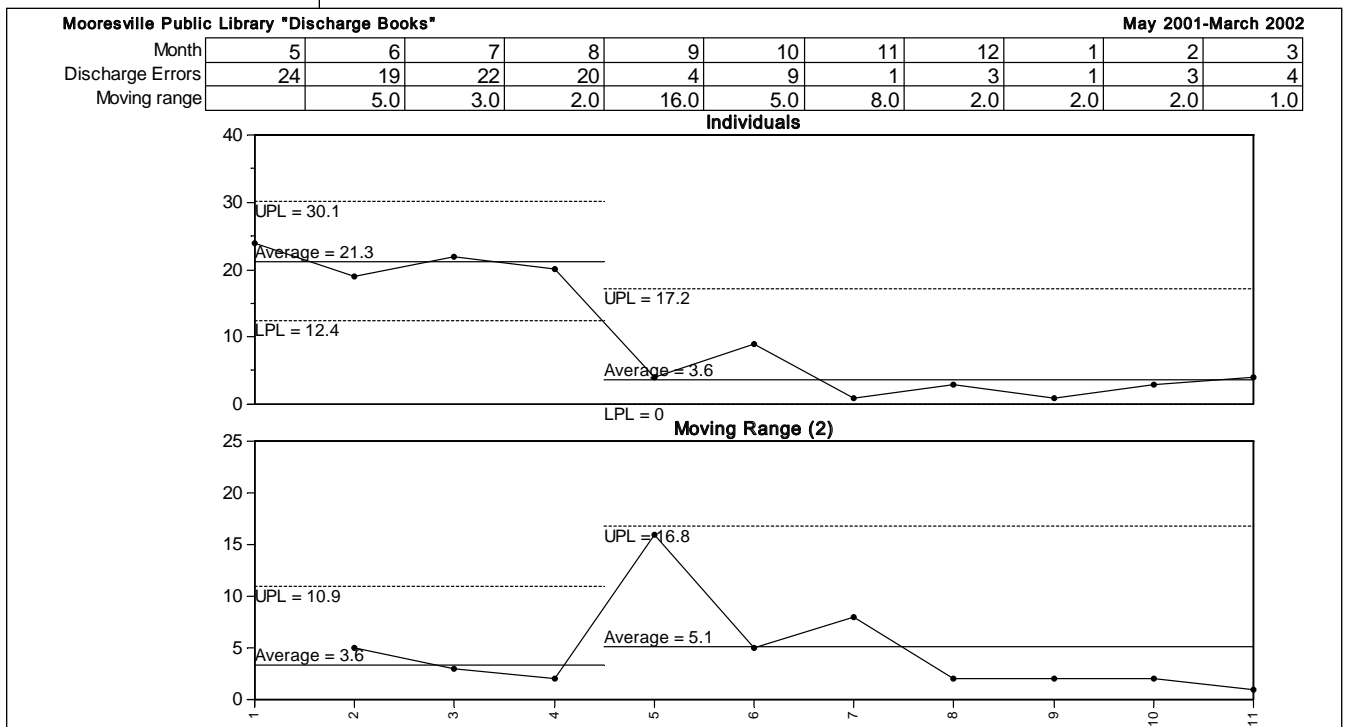 Mooresville Public Library "Discharge Books" May 2001-March 2002
Month 5 6 7 8 9 10 11 12 1 2 3
Discharge Errors 24 19 22 20 4 9 1 3 1 3 4
Moving range 5.0 3.0 2.0 16.0 5.0 8.0 2.0 2.0 2.0 1.0
Individuals
40
30
UPL = 30.1
Average = 21.3
20
UPL = 17.2
LPL = 12.4
10
Average = 3.6
0
LPL = 0
Moving Range (2)
25
20
15
UPL = 16.8
10
UPL = 10.9
5
Average = 5.1
Average = 3.6
0
1 2 3 4 5 6 7 8 9 10 11